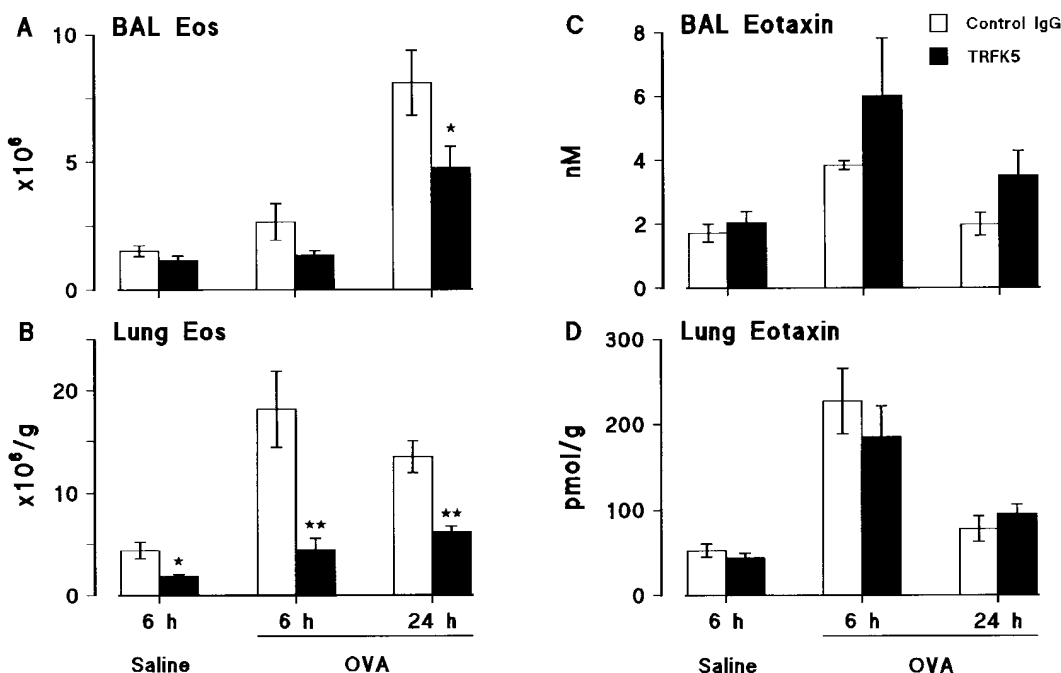 A BAL Eos
10
5
0
x10⁶
*
B Lung Eos
20
10
0
x10⁶/g
*
**
**
6 h 6 h 24 h
Saline OVA
C BAL Eotaxin
Control IgG
TRFK5
8
6
4
2
0
nM
D Lung Eotaxin
300
200
100
0
pmol/g
6 h 6 h 24 h
Saline OVA